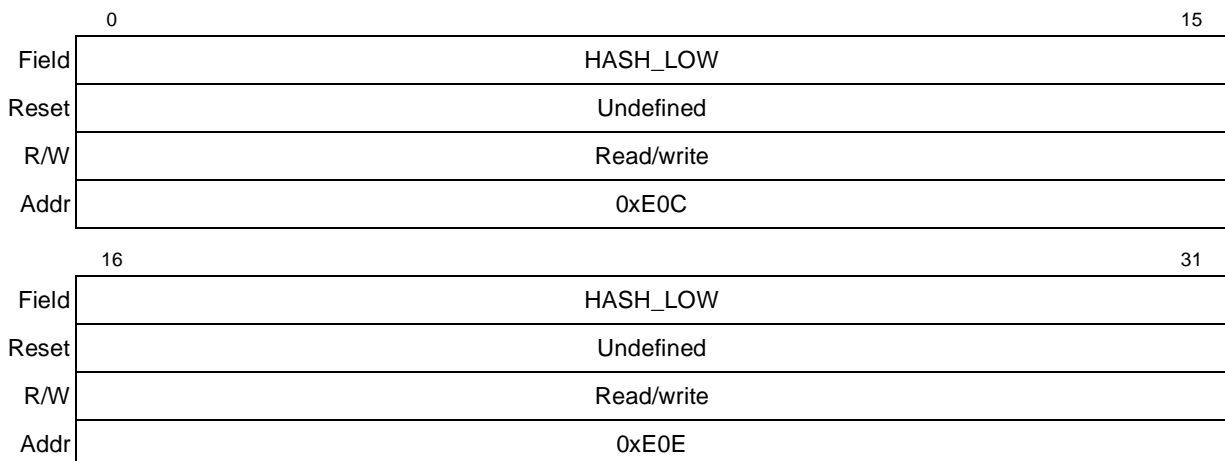 0 15
Field HASH_LOW
Reset Undefined
R/W Read/write
Addr 0xE0C
16 31
Field HASH_LOW
Reset Undefined
R/W Read/write
Addr 0xE0E